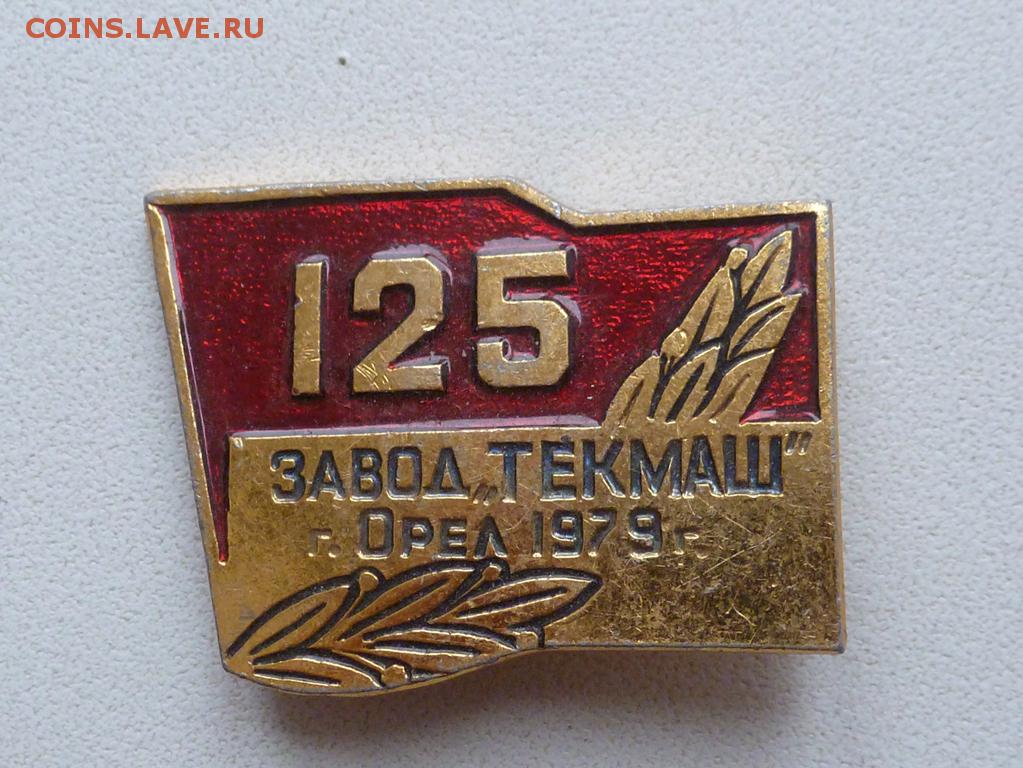 COINS.LAVE.RU
125
ЗАВОД „ТЕКМАШ"
г. ОРЕЛ 1979 г.